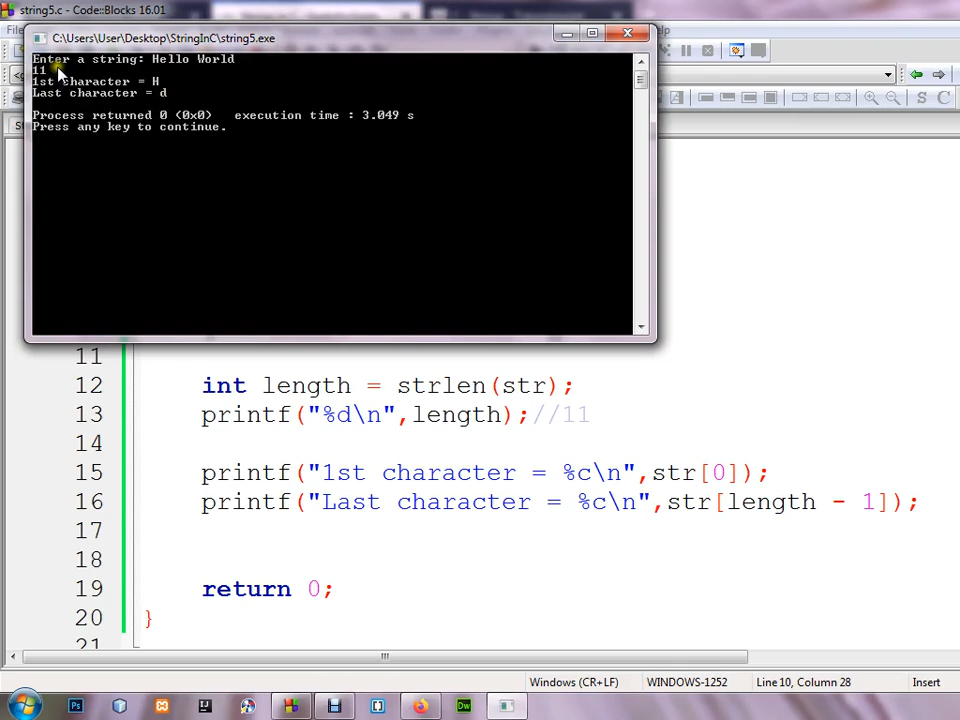 string5.c - Code::Blocks 16.01
C:\Users\User\Desktop\StringInC\string5.exe
Enter a string: Hello World
11
1st character = H
Last character = d
Process returned 0 (0x0)   execution time : 3.049 s
Press any key to continue.
11
12 int length = strlen(str);
13 printf("%d\n",length);//11
14
15 printf("1st character = %c\n",str[0]);
16 printf("Last character = %c\n",str[length - 1]);
17
18
19 return 0;
20 }
21
Windows (CR+LF) WINDOWS-1252 Line 10, Column 28 Insert
Ps Dw